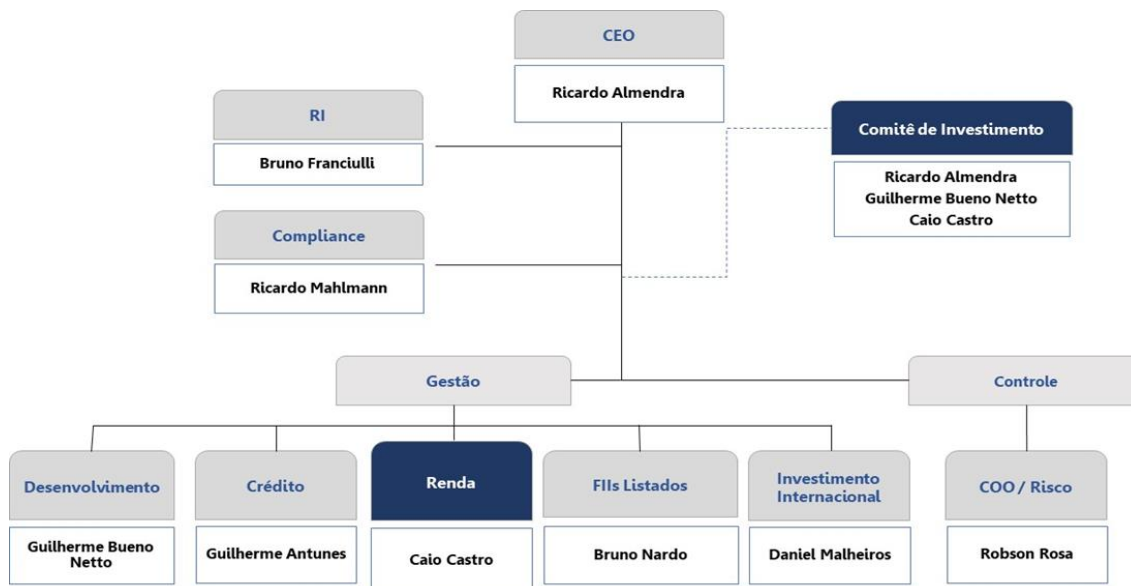 CEO
Ricardo Almendra
RI
Bruno Franciulli
Comitê de Investimento
Ricardo Almendra
Guilherme Bueno Netto
Caio Castro
Compliance
Ricardo Mahlmann
Gestão
Controle
Desenvolvimento
Guilherme Bueno
Netto
Crédito
Guilherme Antunes
Renda
Caio Castro
FIIs Listados
Bruno Nardo
Investimento
Internacional
Daniel Malheiros
COO / Risco
Robson Rosa